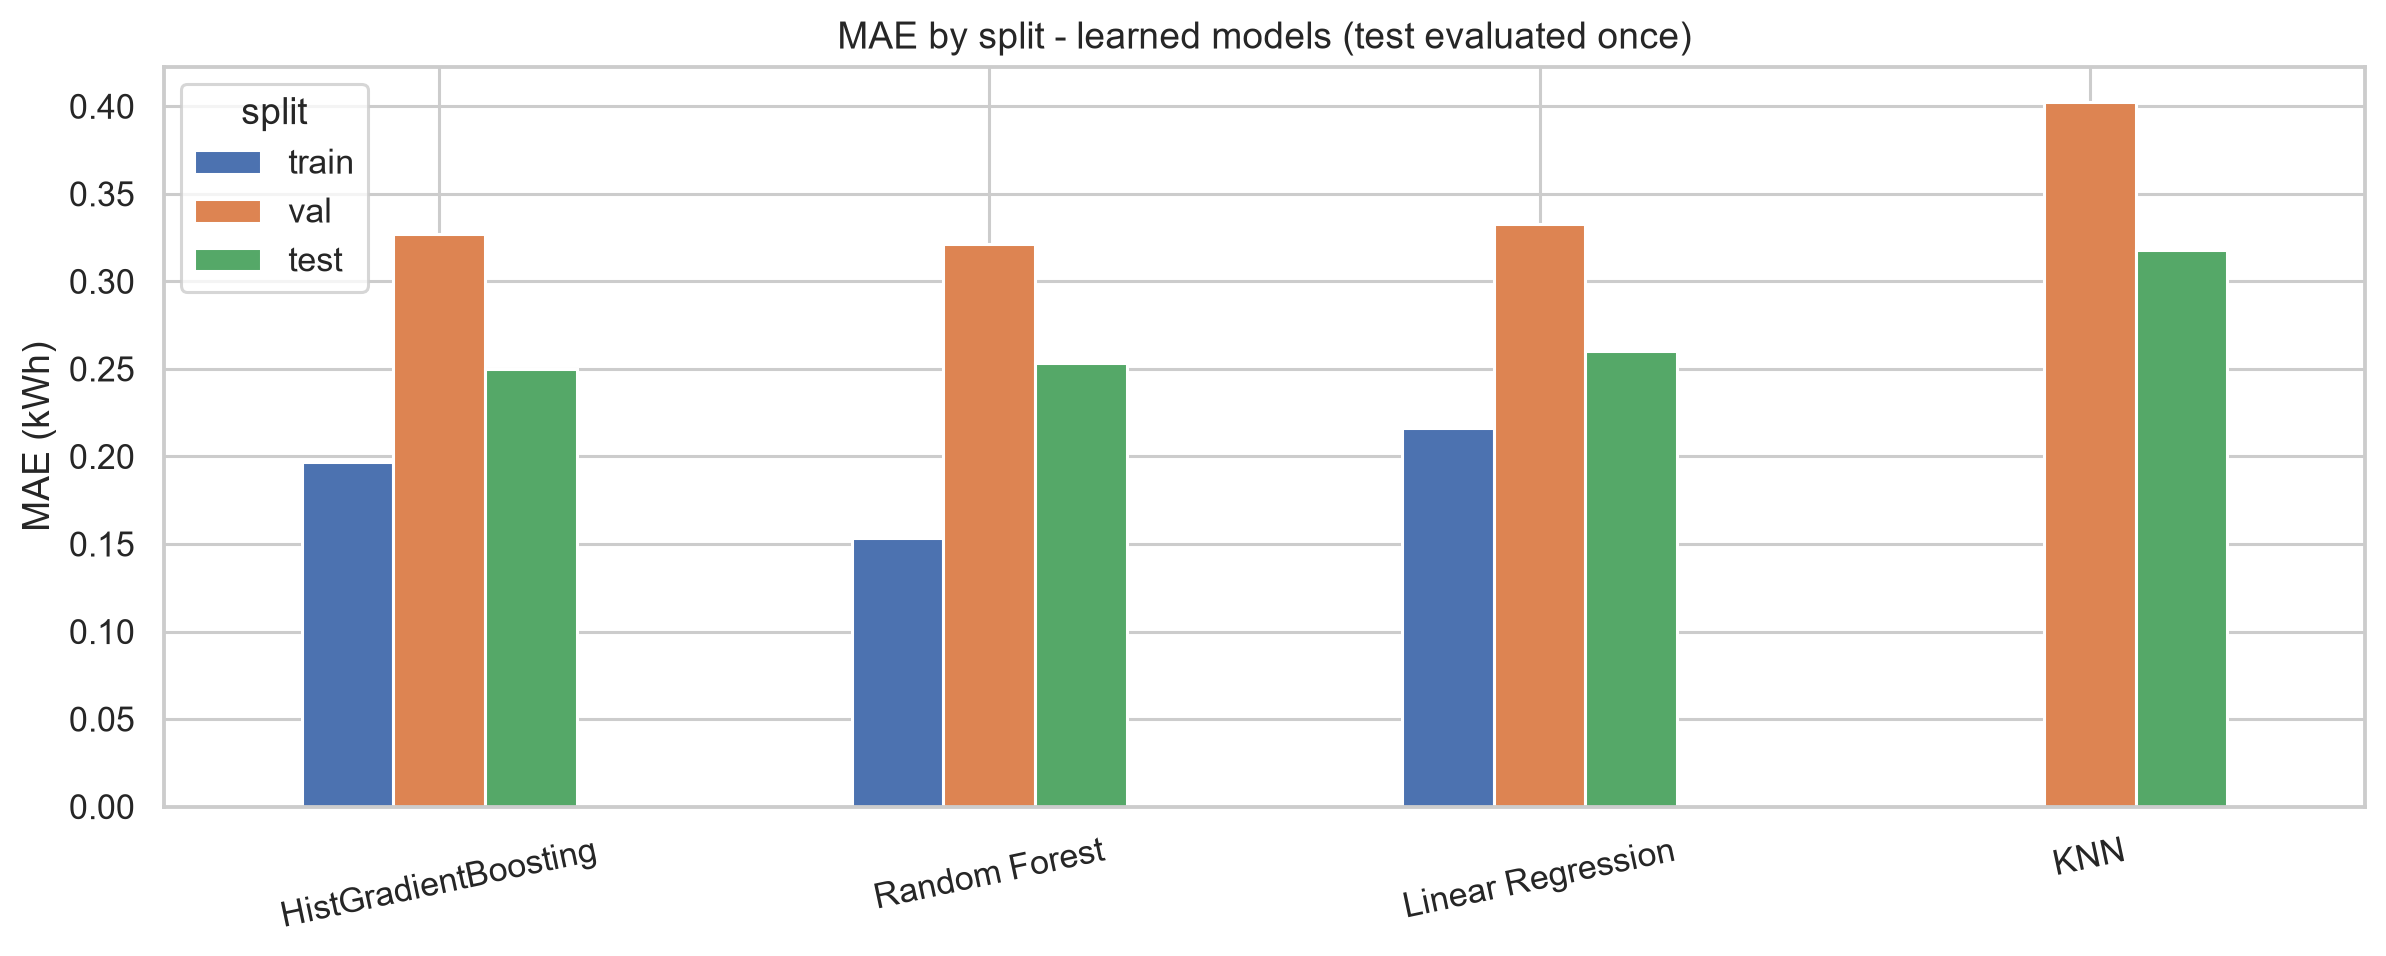 MAE by split - learned models (test evaluated once)
split
train
val
test
MAE (kWh)
0.40
0.35
0.30
0.25
0.20
0.15
0.10
0.05
0.00
HistGradientBoosting
Random Forest
Linear Regression
KNN